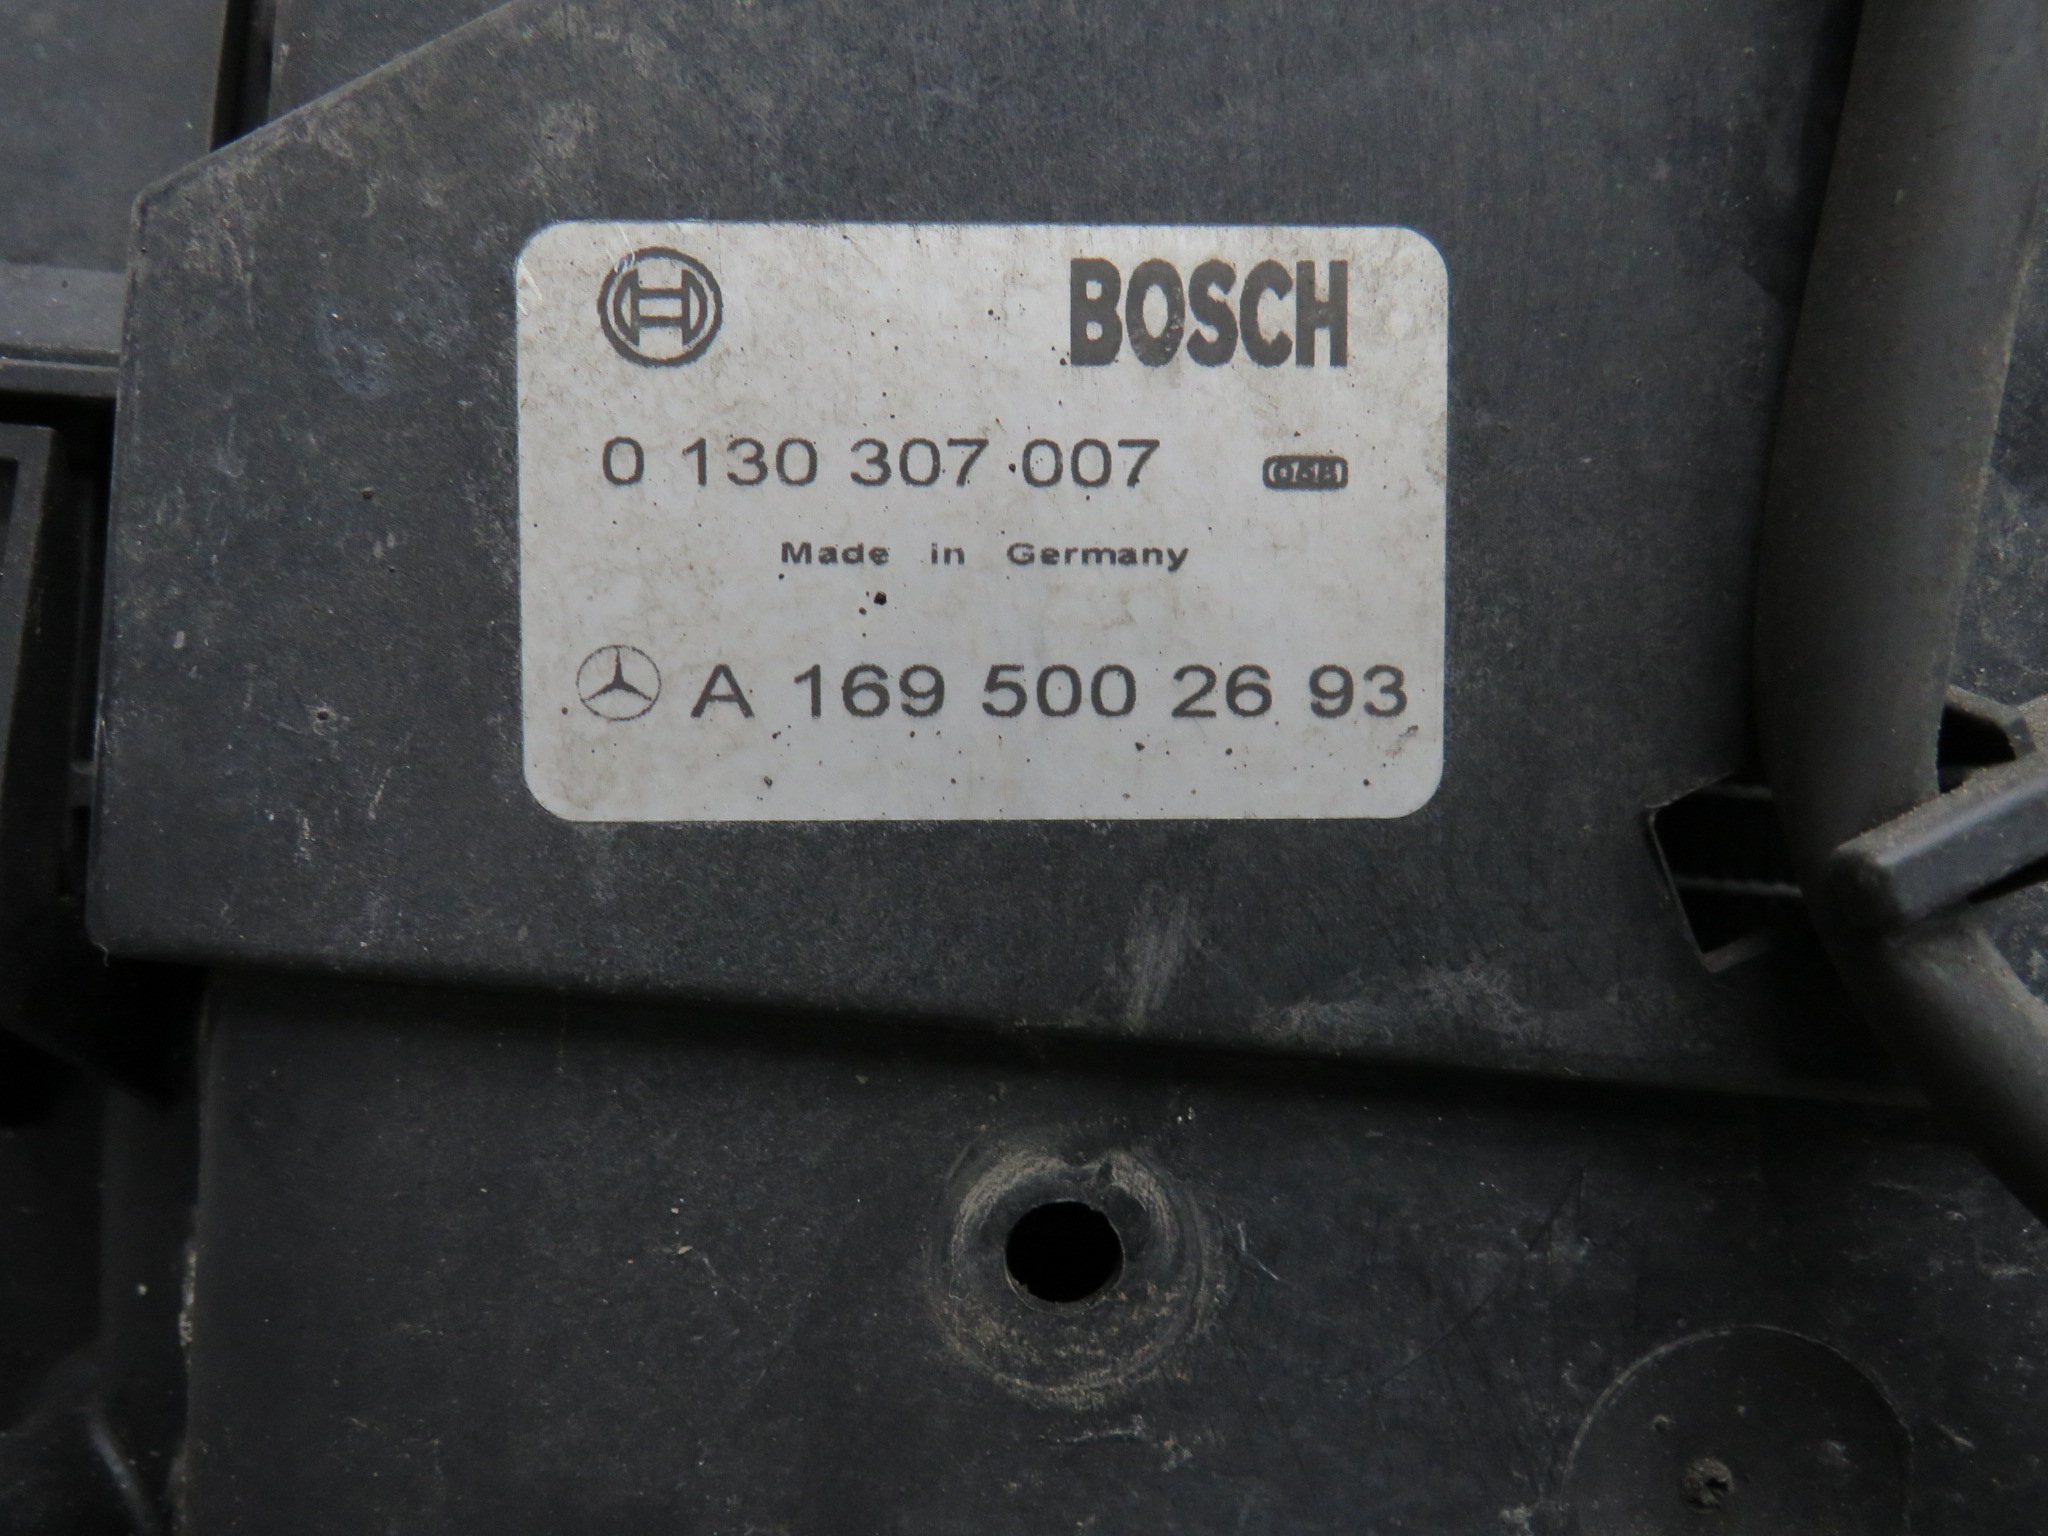 BOSCH
0 130 307 007
Made in Germany
A 169 500 26 93